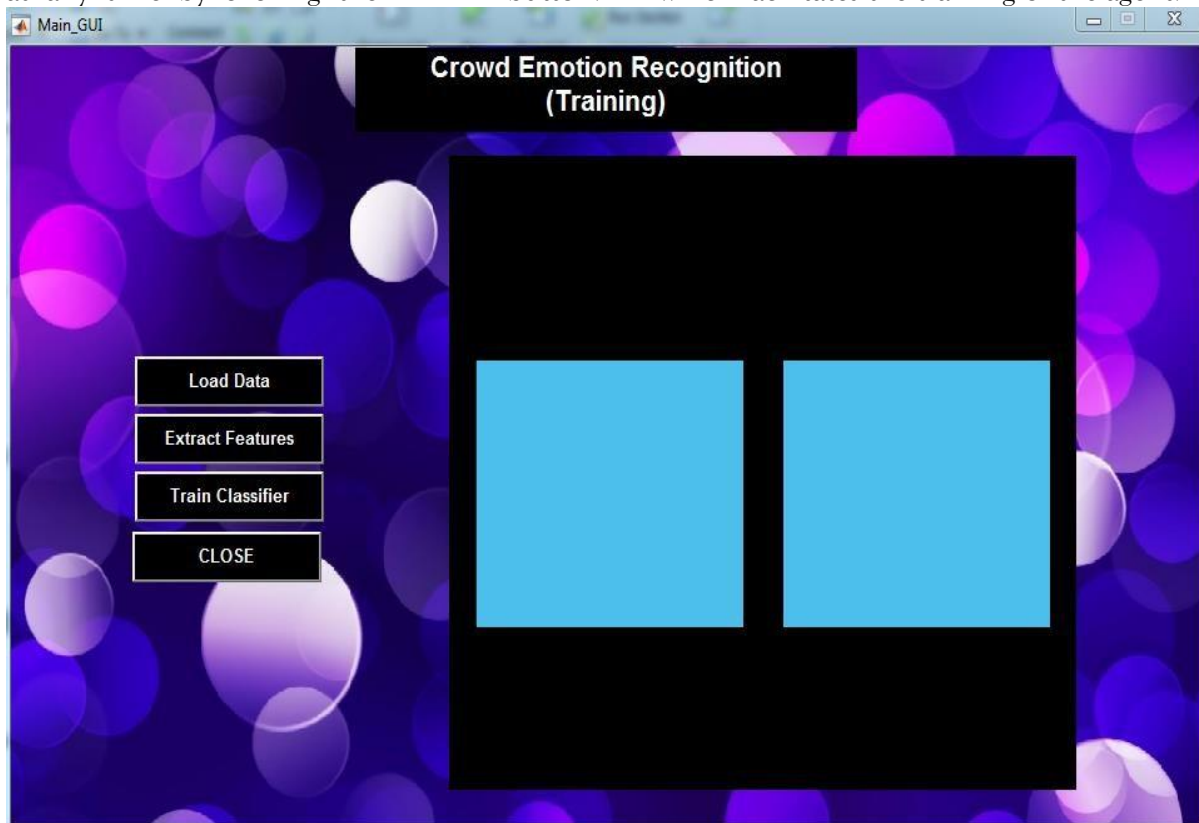 Main_GUI
Crowd Emotion Recognition
(Training)
Load Data
Extract Features
Train Classifier
CLOSE